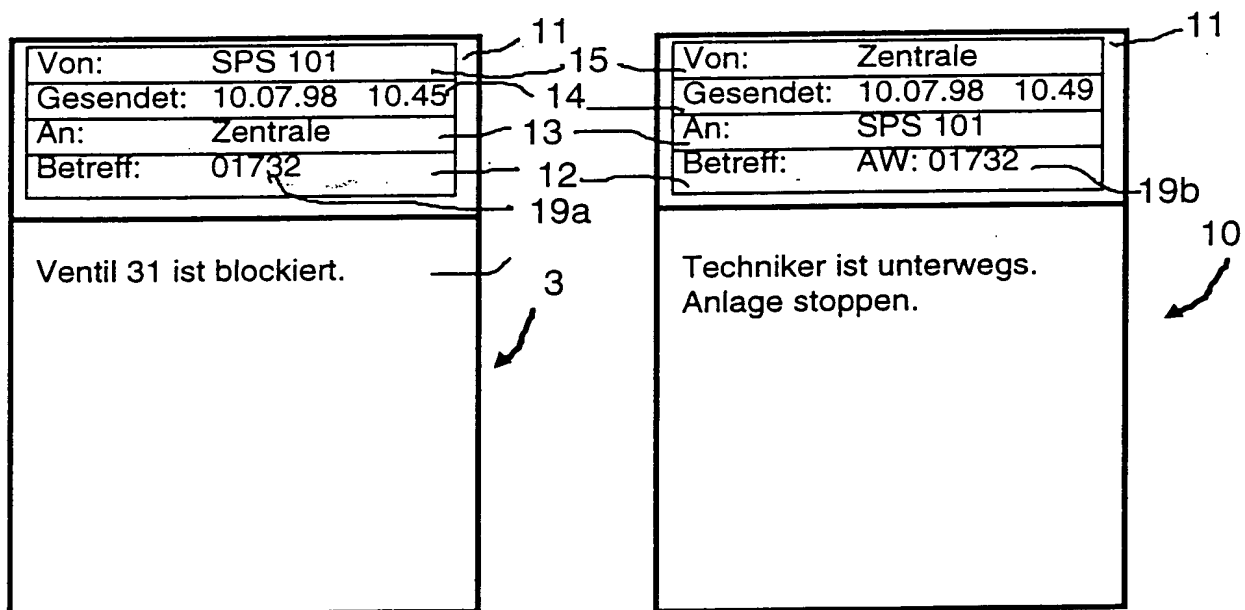 11
Von: SPS 101
15
Gesendet: 10.07.98 10.45
14
An: Zentrale
13
Betreff: 01732
12
19a
Ventil 31 ist blockiert.
3
11
Von: Zentrale
Gesendet: 10.07.98 10.49
An: SPS 101
Betreff: AW: 01732
19b
10
Techniker ist unterwegs.
Anlage stoppen.